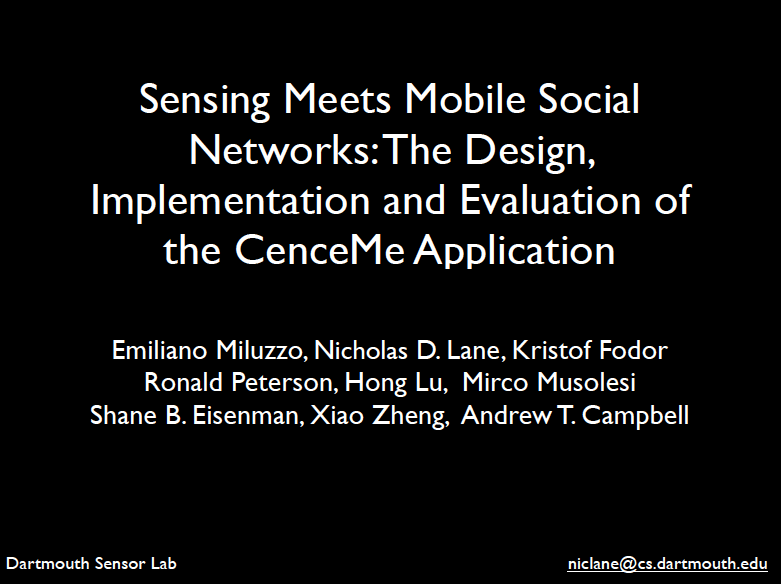 Sensing Meets Mobile Social
Networks: The Design,
Implementation and Evaluation of
the CenceMe Application
Emiliano Miluzzo, Nicholas D. Lane, Kristof Fodor
Ronald Peterson, Hong Lu, Mirco Musolesi
Shane B. Eisenman, Xiao Zheng, Andrew T. Campbell
Dartmouth Sensor Lab
niclane@cs.dartmouth.edu